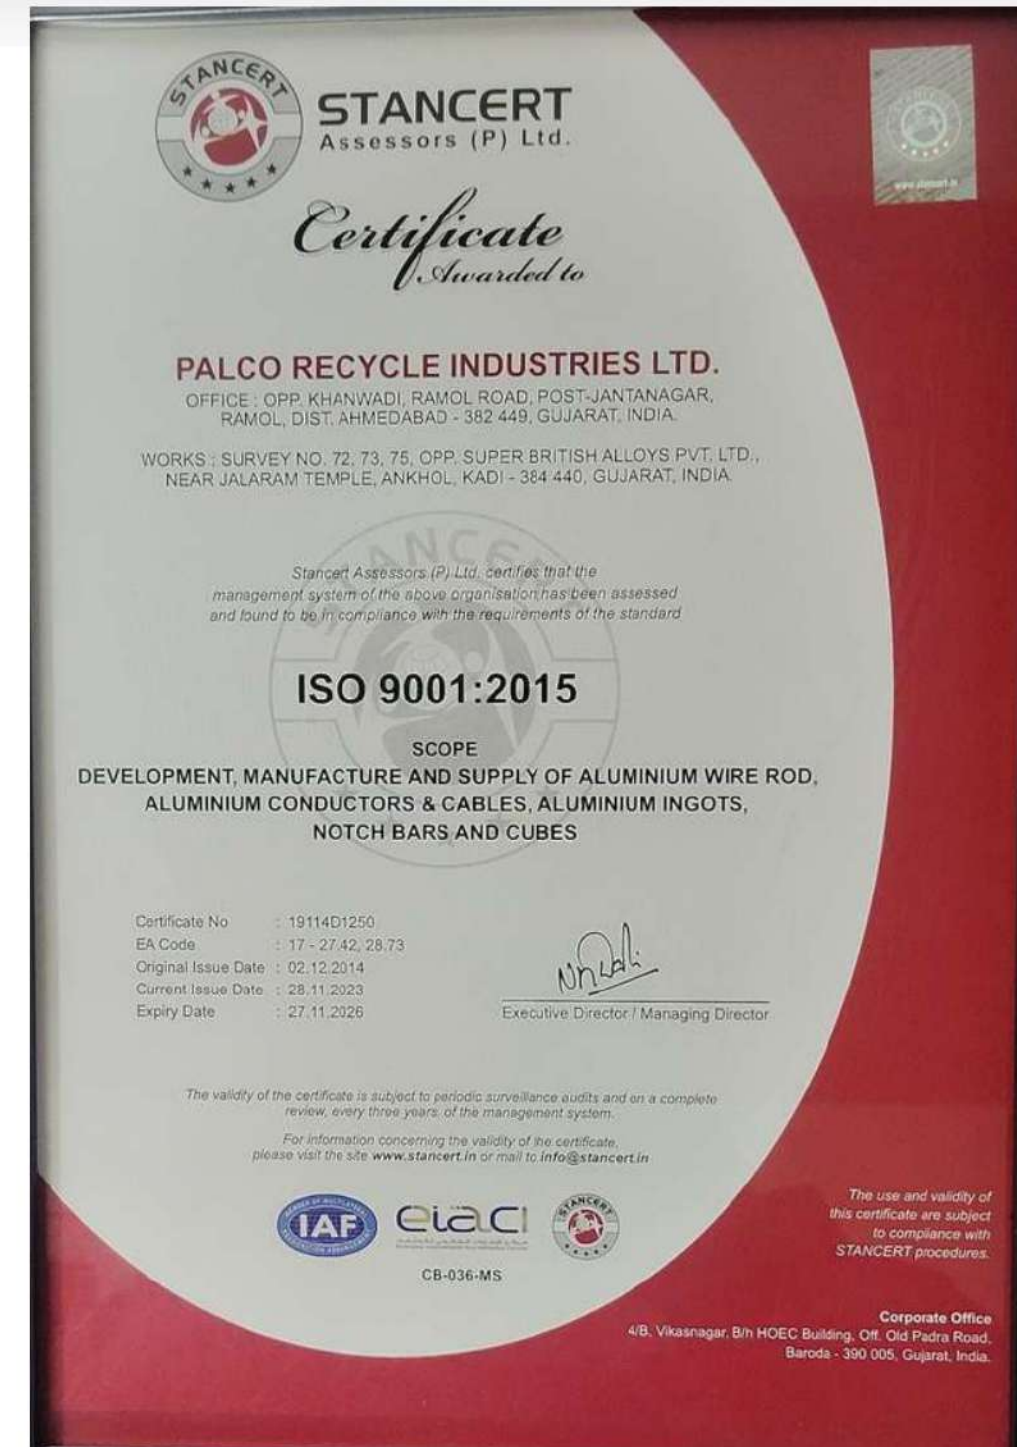 STANCERT
STANCERT
Assessors (P) Ltd.
www.stancert.in
Certificate
Awarded to
PALCO RECYCLE INDUSTRIES LTD.
OFFICE : OPP. KHANWADI, RAMOL ROAD, POST-JANTANAGAR,
RAMOL, DIST. AHMEDABAD - 382 449, GUJARAT, INDIA.
WORKS : SURVEY NO. 72, 73, 75, OPP. SUPER BRITISH ALLOYS PVT. LTD.,
NEAR JALARAM TEMPLE, ANKHOL, KADI - 384 440, GUJARAT, INDIA.
STANCERT
Stancert Assessors (P) Ltd. certifies that the
management system of the above organisation has been assessed
and found to be in compliance with the requirements of the standard
ISO 9001:2015
SCOPE
DEVELOPMENT, MANUFACTURE AND SUPPLY OF ALUMINIUM WIRE ROD,
ALUMINIUM CONDUCTORS & CABLES, ALUMINIUM INGOTS,
NOTCH BARS AND CUBES
Certificate No : 19114D1250
EA Code : 17 - 27.42, 28.73
Original Issue Date : 02.12.2014
Current Issue Date : 28.11.2023
Expiry Date : 27.11.2026
Executive Director / Managing Director
The validity of the certificate is subject to periodic surveillance audits and on a complete
review, every three years, of the management system.
For information concerning the validity of the certificate,
please visit the site www.stancert.in or mail to info@stancert.in
IAF
eiaci
STANCERT
CB-036-MS
The use and validity of
this certificate are subject
to compliance with
STANCERT procedures.
Corporate Office
4/B, Vikasnagar, B/h HOEC Building, Off. Old Padra Road,
Baroda - 390 005, Gujarat, India.